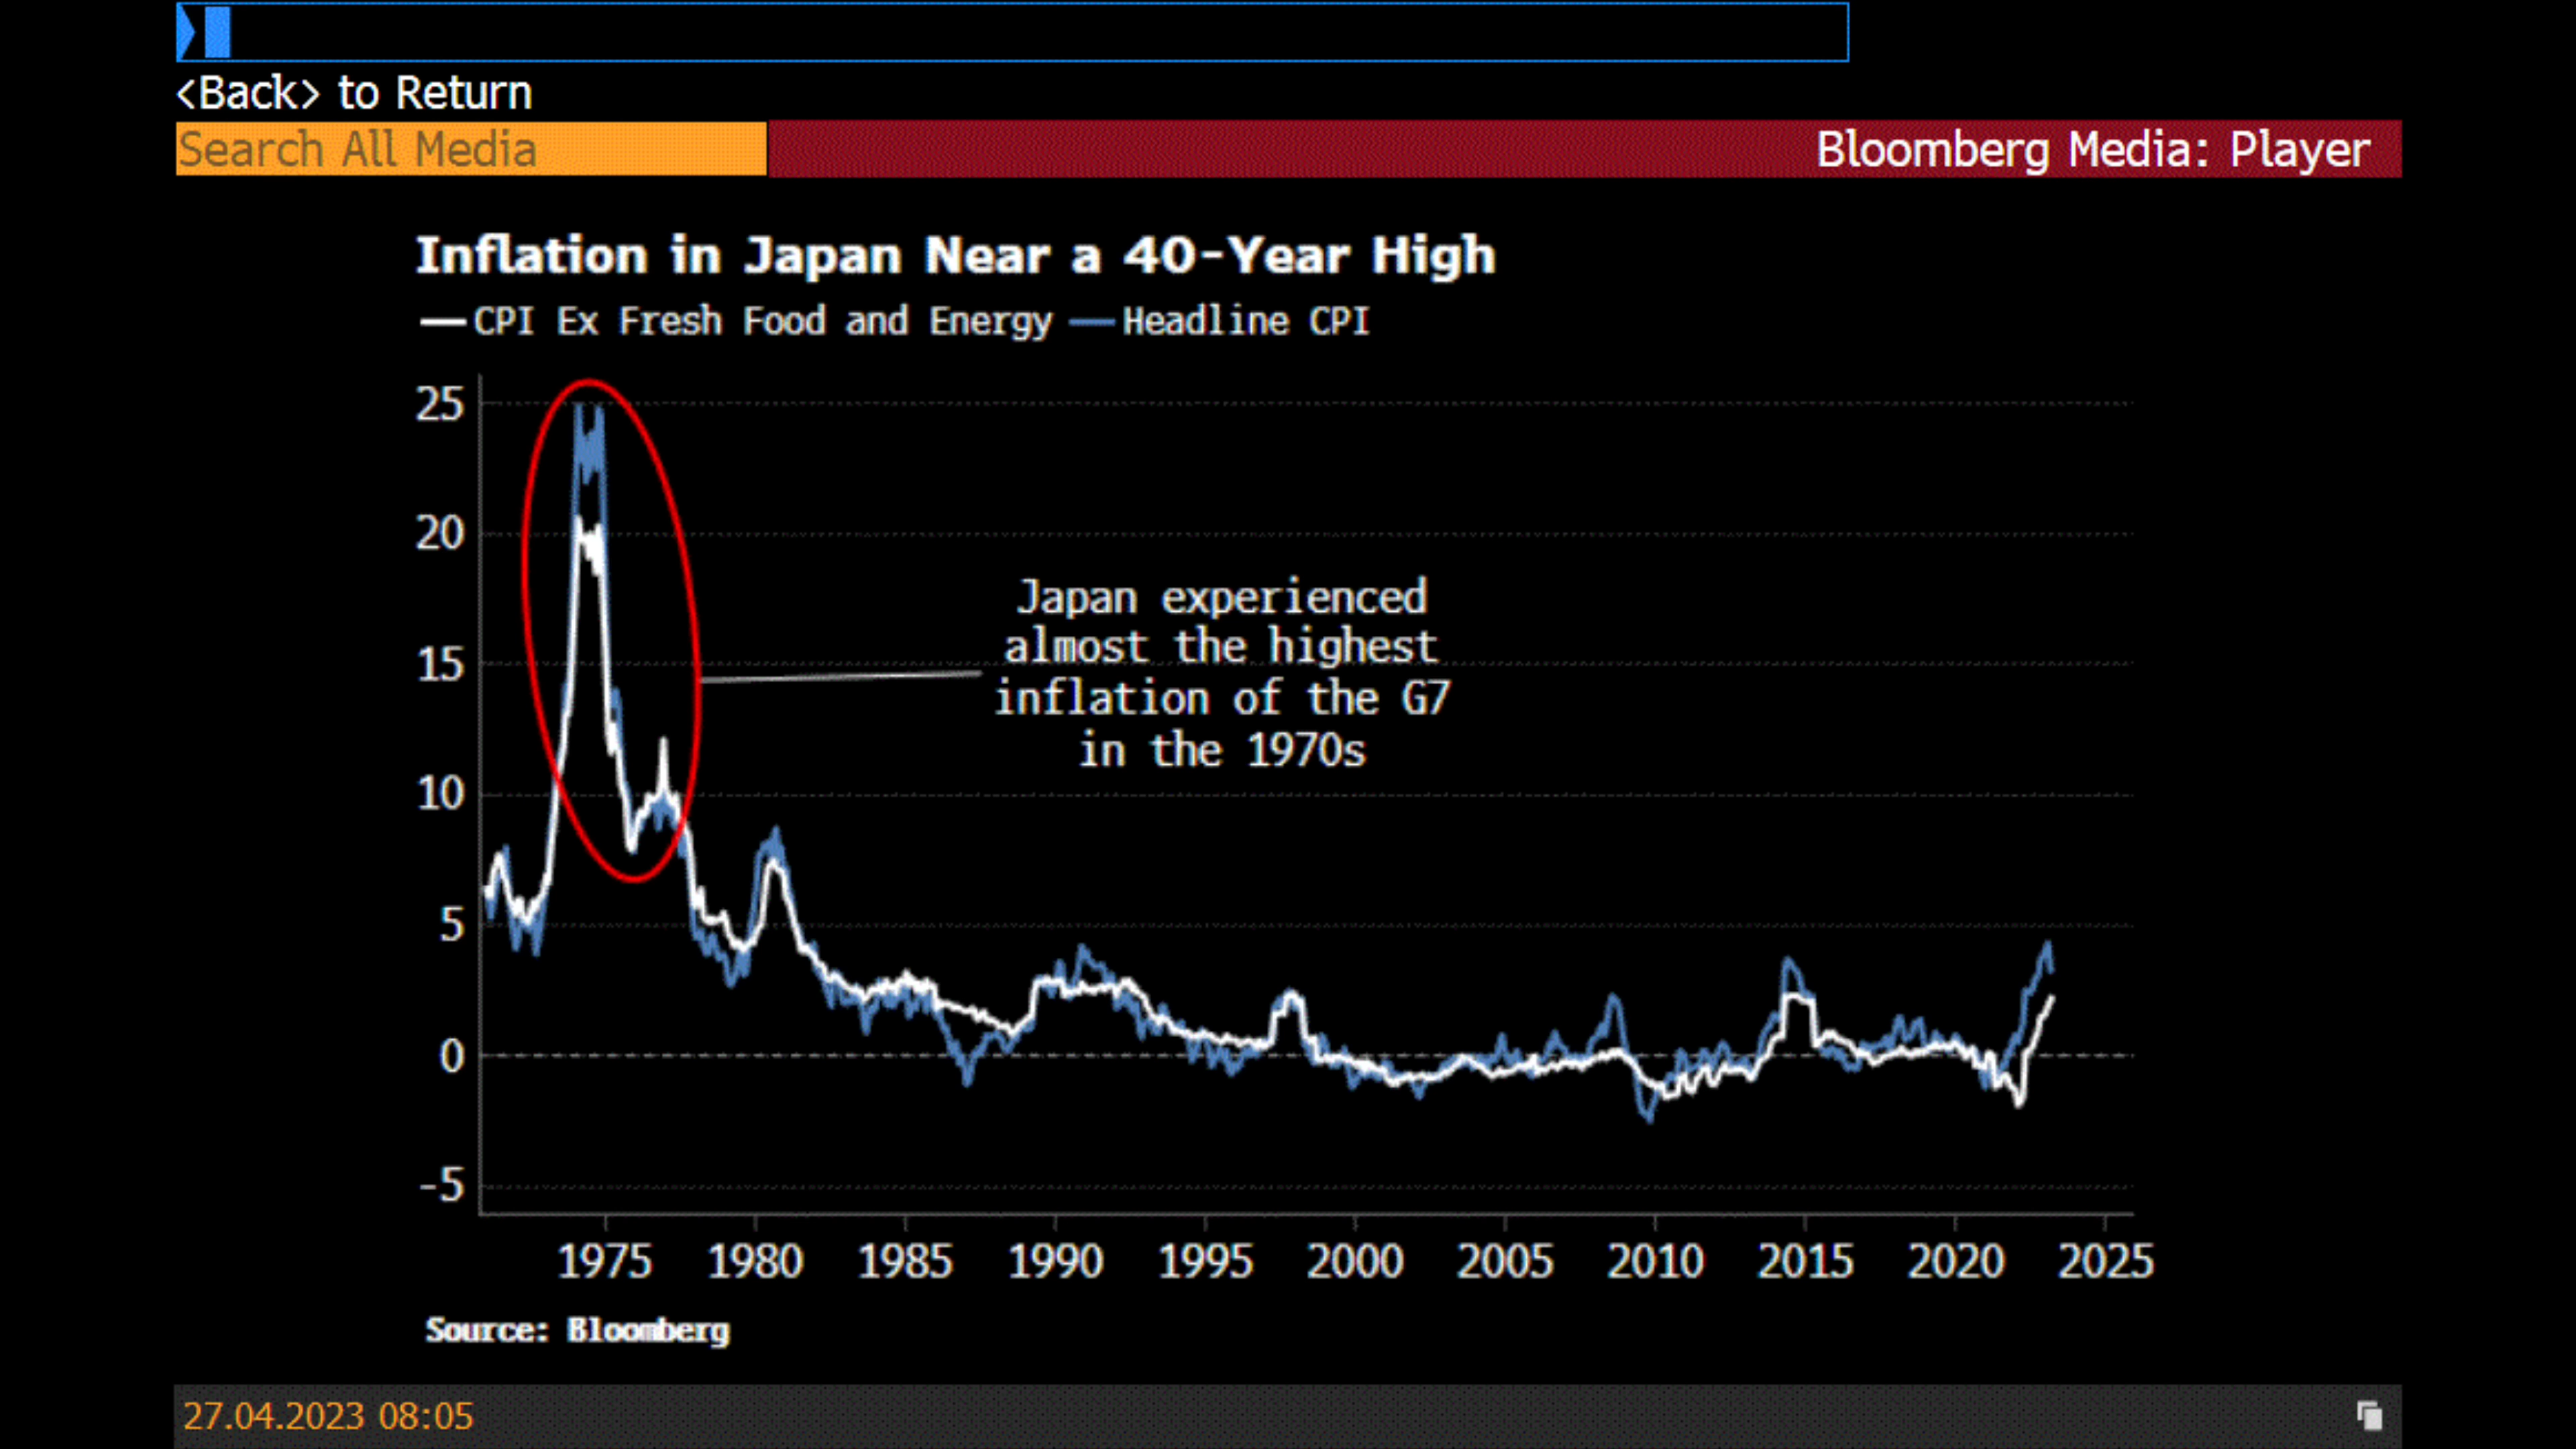 <Back> to Return
Search All Media
Bloomberg Media: Player
Inflation in Japan Near a 40-Year High
CPI Ex Fresh Food and Energy
Headline CPI
25
20
15
10
5
0
-5
Japan experienced
almost the highest
inflation of the G7
in the 1970s
1975 1980 1985 1990 1995 2000 2005 2010 2015 2020 2025
Source: Bloomberg
27.04.2023 08:05